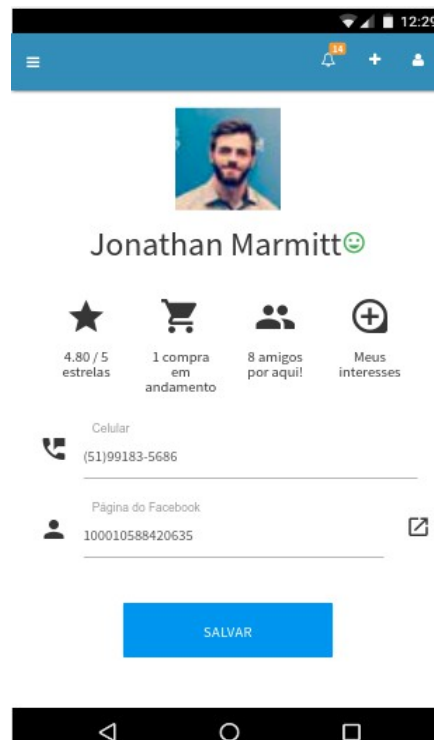 12:29
14
Jonathan Marmitt
4.80 / 5
estrelas
1 compra
em
andamento
8 amigos
por aqui!
Meus
interesses
Celular
(51)99183-5686
Página do Facebook
100010588420635
SALVAR